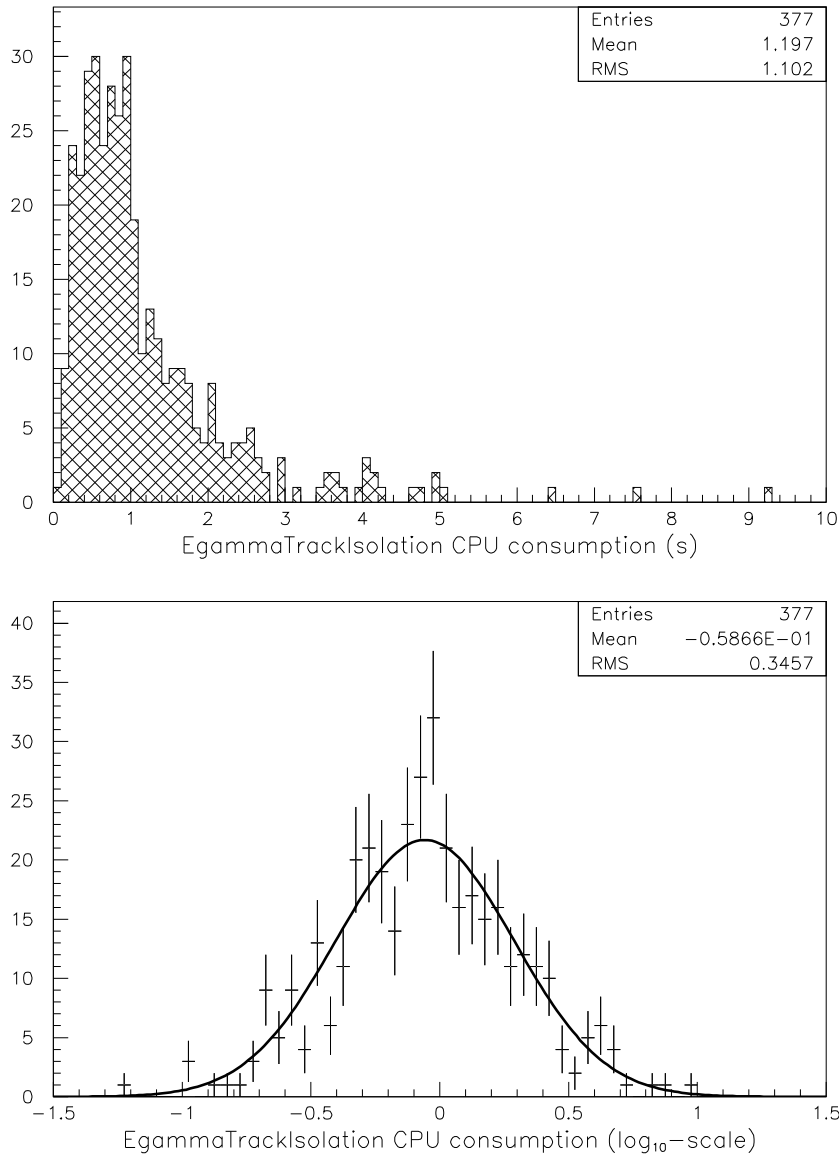 Entries 377
Mean 1.197
RMS 1.102
30
25
20
15
10
5
0
0 1 2 3 4 5 6 7 8 9 10
EgammaTrackIsolation CPU consumption (s)
Entries 377
Mean −0.5866E−01
RMS 0.3457
40
35
30
25
20
15
10
5
0
−1.5 −1 −0.5 0 0.5 1 1.5
EgammaTrackIsolation CPU consumption (log₁₀−scale)